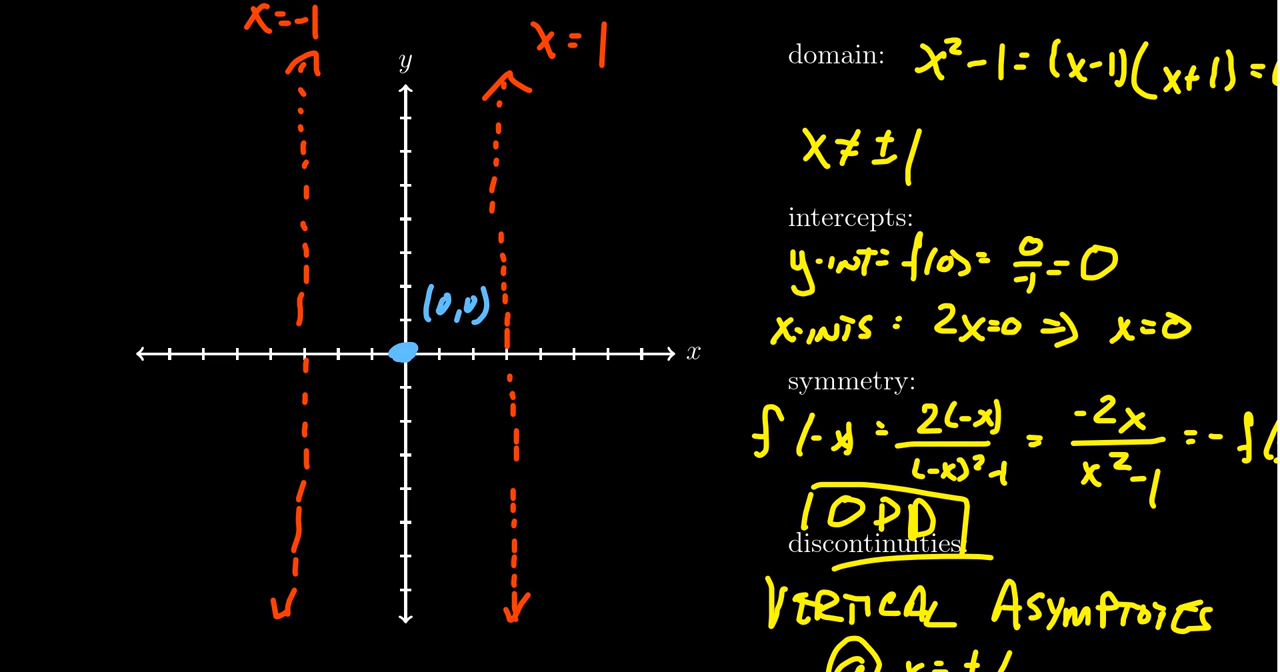 x=-1
x=1
y
(0,0)
x
domain: x²-1=(x-1)(x+1)=
x≠±1
intercepts:
y-int= f(0)= 0/-1 = 0
x-ints: 2x=0 ⇒ x=0
symmetry:
f(-x) = 2(-x)/(-x)²-1 = -2x/x²-1 = -f(
ODD
discontinuities:
VERTICAL ASYMPTOTES
@ x=±1